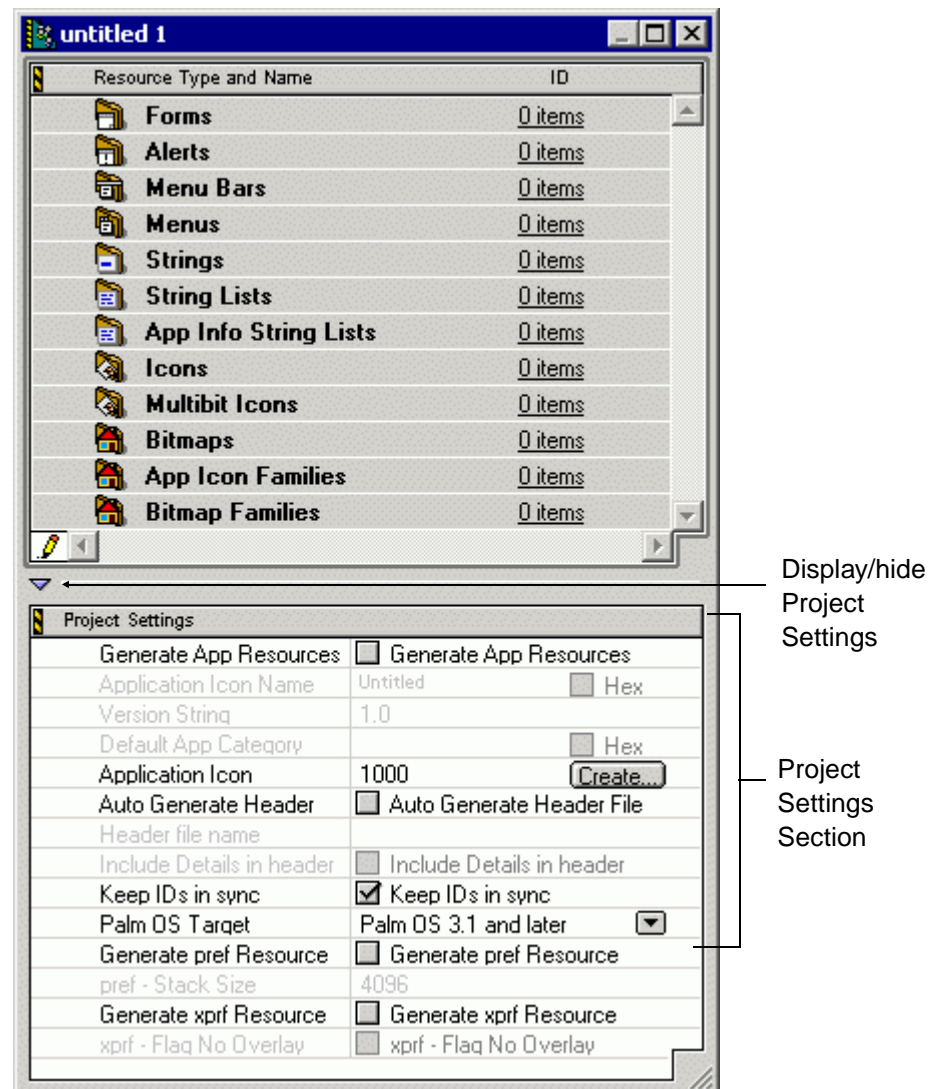 untitled 1
Resource Type and Name ID
Forms 0 items
Alerts 0 items
Menu Bars 0 items
Menus 0 items
Strings 0 items
String Lists 0 items
App Info String Lists 0 items
Icons 0 items
Multibit Icons 0 items
Bitmaps 0 items
App Icon Families 0 items
Bitmap Families 0 items
Display/hide
Project
Settings
Project Settings
Generate App Resources Generate App Resources
Application Icon Name Untitled Hex
Version String 1.0
Default App Category Hex
Application Icon 1000 Create...
Auto Generate Header Auto Generate Header File
Header file name
Include Details in header Include Details in header
Keep IDs in sync Keep IDs in sync
Palm OS Target Palm OS 3.1 and later
Generate pref Resource Generate pref Resource
pref - Stack Size 4096
Generate xprf Resource Generate xprf Resource
xprf - Flag No Overlay xprf - Flag No Overlay
Project
Settings
Section